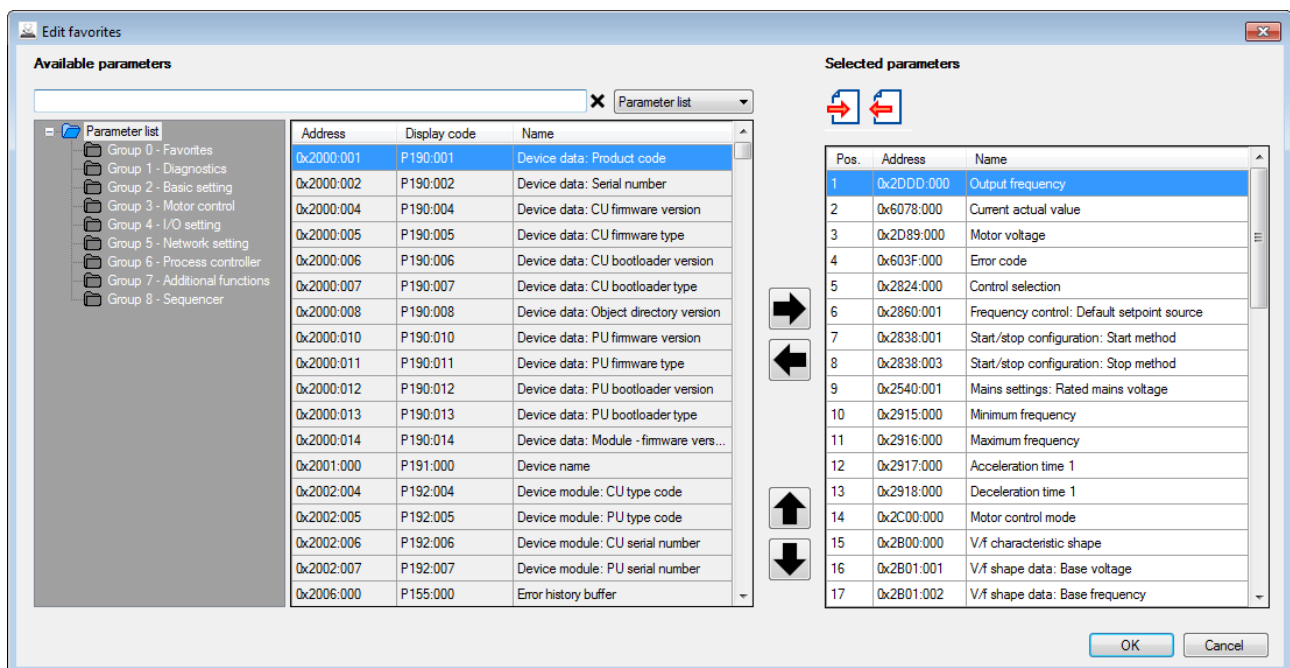 Edit favorites
Available parameters
Parameter list
Parameter list
Group 0 - Favorites
Group 1 - Diagnostics
Group 2 - Basic setting
Group 3 - Motor control
Group 4 - I/O setting
Group 5 - Network setting
Group 6 - Process controller
Group 7 - Additional functions
Group 8 - Sequencer
Address Display code Name
0x2000:001 P190:001 Device data: Product code
0x2000:002 P190:002 Device data: Serial number
0x2000:004 P190:004 Device data: CU firmware version
0x2000:005 P190:005 Device data: CU firmware type
0x2000:006 P190:006 Device data: CU bootloader version
0x2000:007 P190:007 Device data: CU bootloader type
0x2000:008 P190:008 Device data: Object directory version
0x2000:010 P190:010 Device data: PU firmware version
0x2000:011 P190:011 Device data: PU firmware type
0x2000:012 P190:012 Device data: PU bootloader version
0x2000:013 P190:013 Device data: PU bootloader type
0x2000:014 P190:014 Device data: Module - firmware vers...
0x2001:000 P191:000 Device name
0x2002:004 P192:004 Device module: CU type code
0x2002:005 P192:005 Device module: PU type code
0x2002:006 P192:006 Device module: CU serial number
0x2002:007 P192:007 Device module: PU serial number
0x2006:000 P155:000 Error history buffer
Selected parameters
Pos. Address Name
1 0x2DDD:000 Output frequency
2 0x6078:000 Current actual value
3 0x2D89:000 Motor voltage
4 0x603F:000 Error code
5 0x2824:000 Control selection
6 0x2860:001 Frequency control: Default setpoint source
7 0x2838:001 Start/stop configuration: Start method
8 0x2838:003 Start/stop configuration: Stop method
9 0x2540:001 Mains settings: Rated mains voltage
10 0x2915:000 Minimum frequency
11 0x2916:000 Maximum frequency
12 0x2917:000 Acceleration time 1
13 0x2918:000 Deceleration time 1
14 0x2C00:000 Motor control mode
15 0x2B00:000 V/f characteristic shape
16 0x2B01:001 V/f shape data: Base voltage
17 0x2B01:002 V/f shape data: Base frequency
OK Cancel